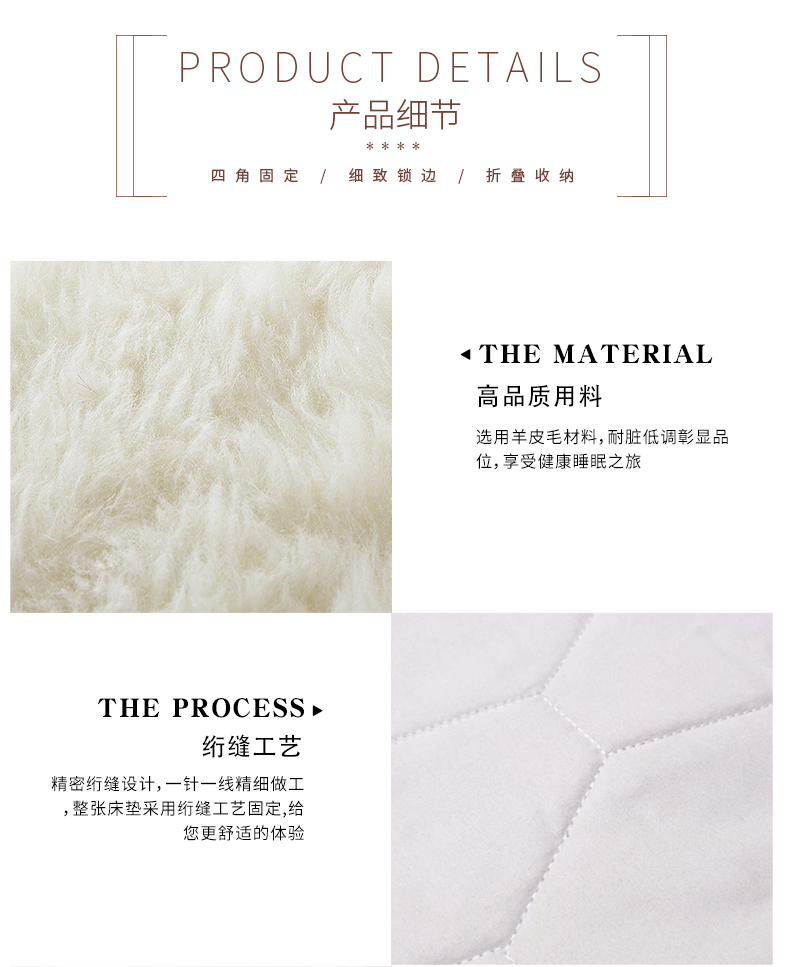 PRODUCT DETAILS
产品细节
****
四角固定 / 细致锁边 / 折叠收纳
THE MATERIAL
高品质用料
选用羊皮毛材料,耐脏低调彰显品
位,享受健康睡眠之旅
THE PROCESS
绗缝工艺
精密绗缝设计,一针一线精细做工
,整张床垫采用绗缝工艺固定,给
您更舒适的体验